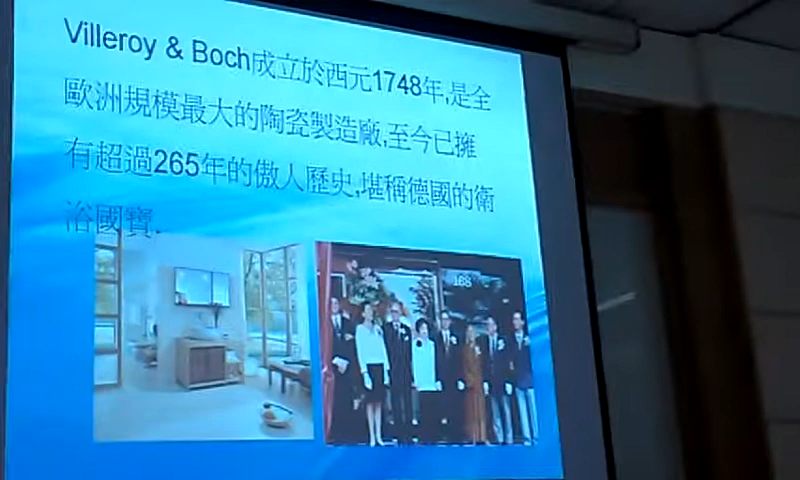 Villeroy & Boch成立於西元1748年,是全
歐洲規模最大的陶瓷製造廠,至今已擁
有超過265年的傲人歷史,堪稱德國的衛
浴國寶.
168